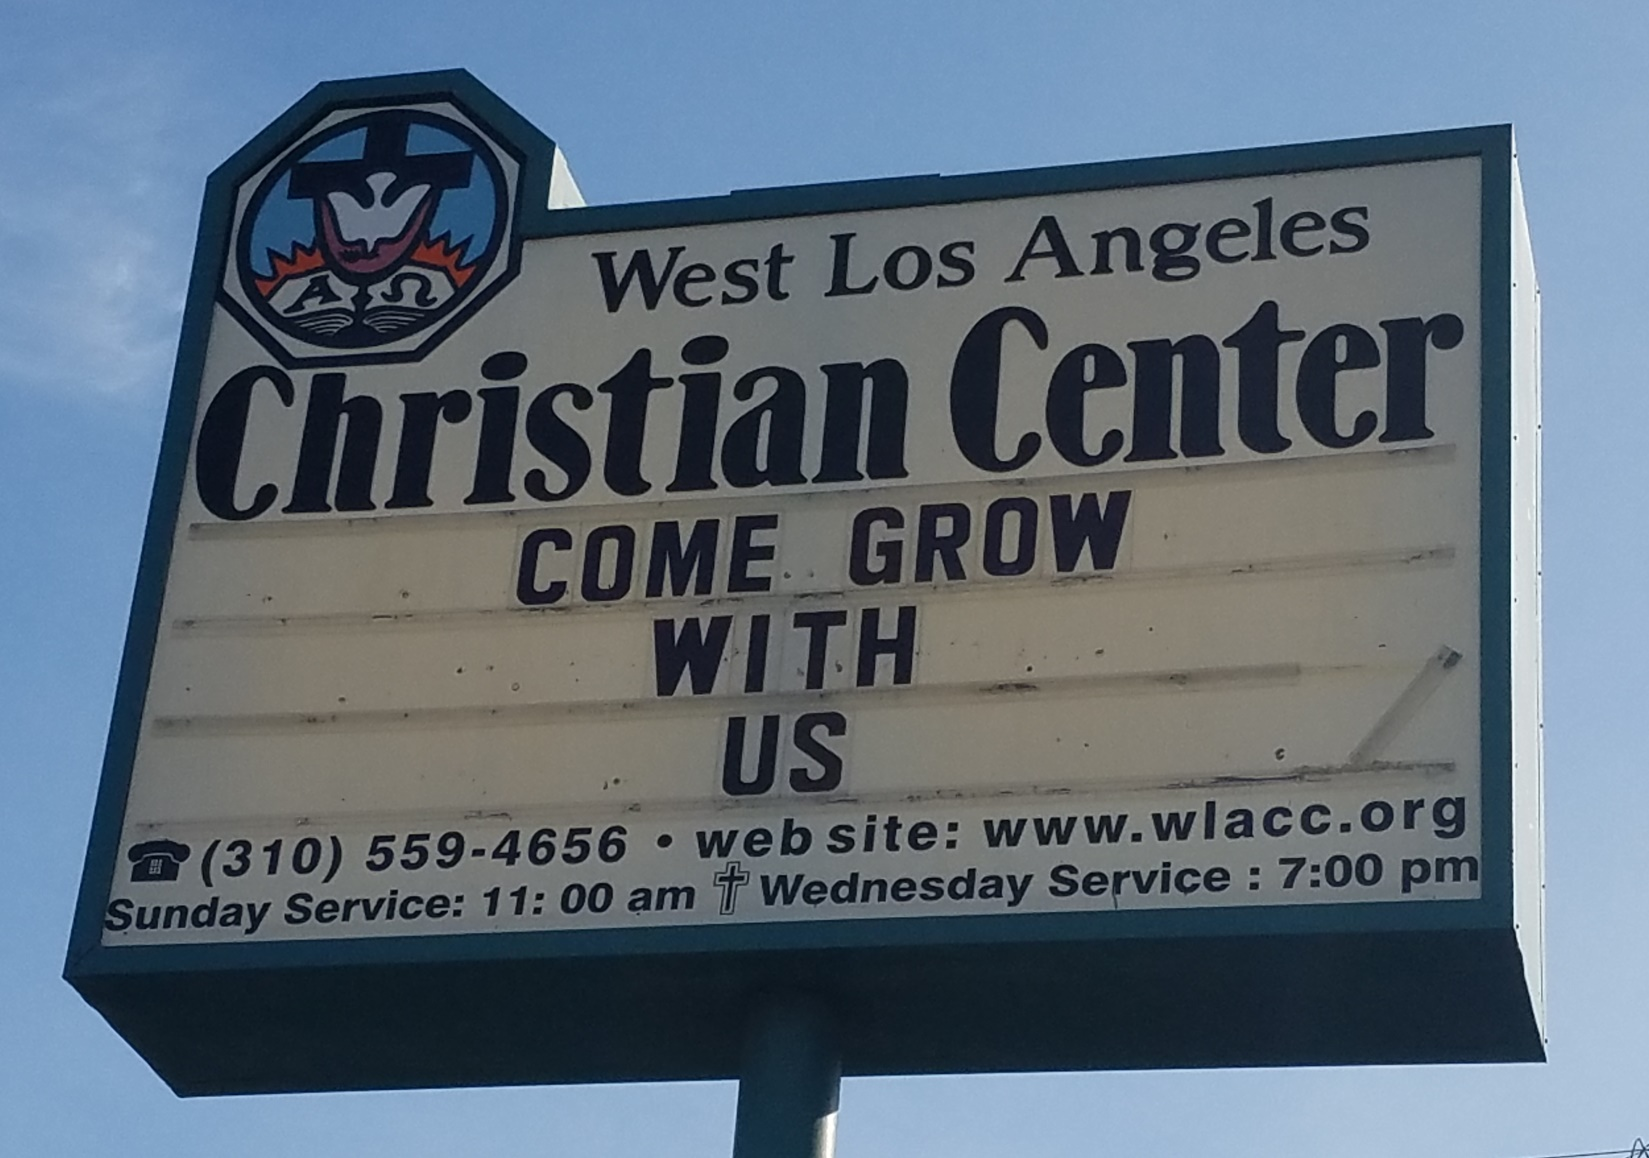 West Los Angeles
Christian Center
A Ω
COME GROW
WITH
US
(310) 559-4656 • web site: www.wlacc.org
Sunday Service: 11: 00 am Wednesday Service : 7:00 pm